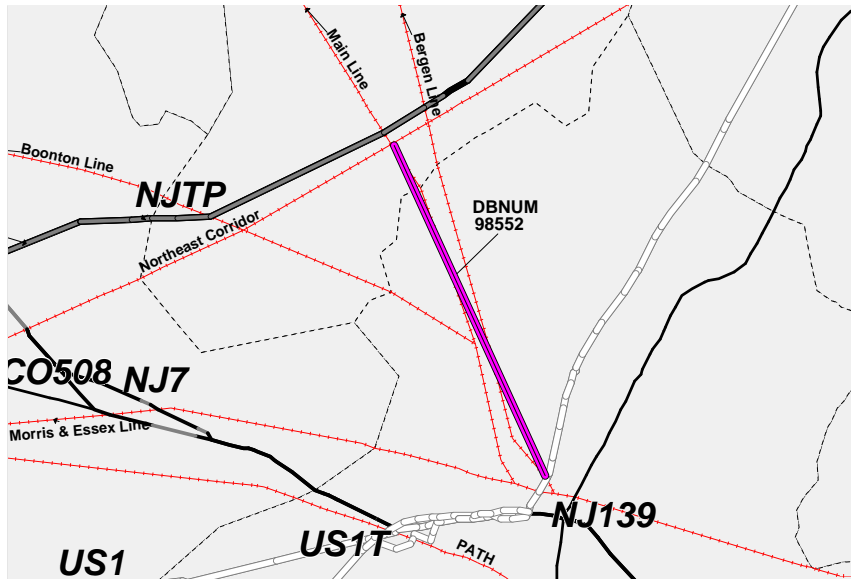 Main Line
Bergen Line
Boonton Line
NJTP
DBNUM
98552
Northeast Corridor
CO508
NJ7
Morris & Essex Line
US1T
NJ139
PATH
US1